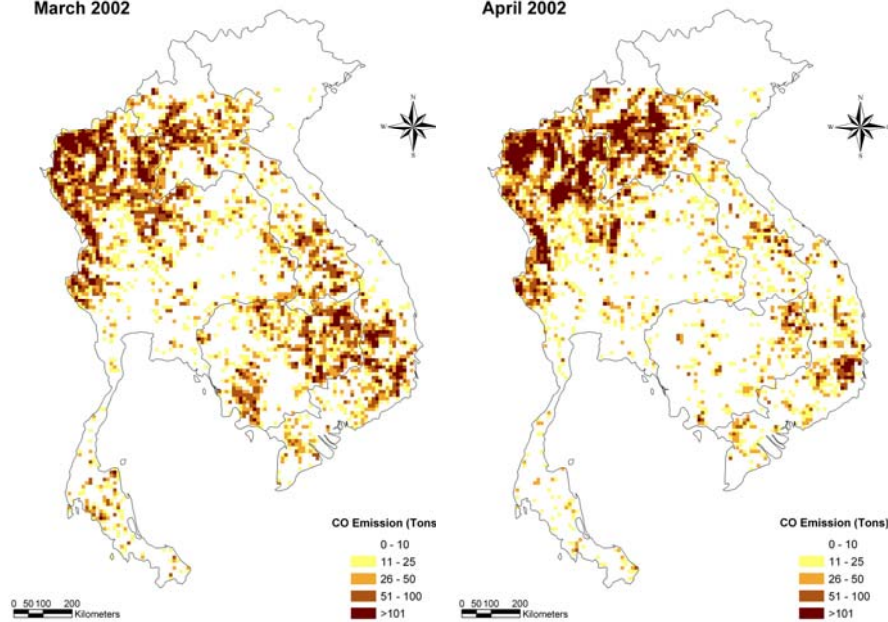 March 2002
N
W
S
CO Emission (Tons)
0 - 10
11 - 25
26 - 50
51 - 100
>101
0 50 100 200
Kilometers
April 2002
N
W
S
CO Emission (Tons)
0 - 10
11 - 25
26 - 50
51 - 100
>101
0 50 100 200
Kilometers